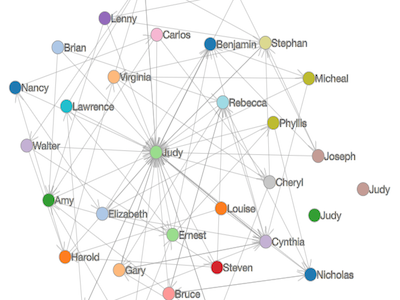 Lenny
Carlos
Benjamin
Stephan
Brian
Virginia
Micheal
Nancy
Lawrence
Rebecca
Phyllis
Walter
Judy
Joseph
Cheryl
Judy
Amy
Elizabeth
Louise
Judy
Ernest
Cynthia
Harold
Gary
Steven
Nicholas
Bruce